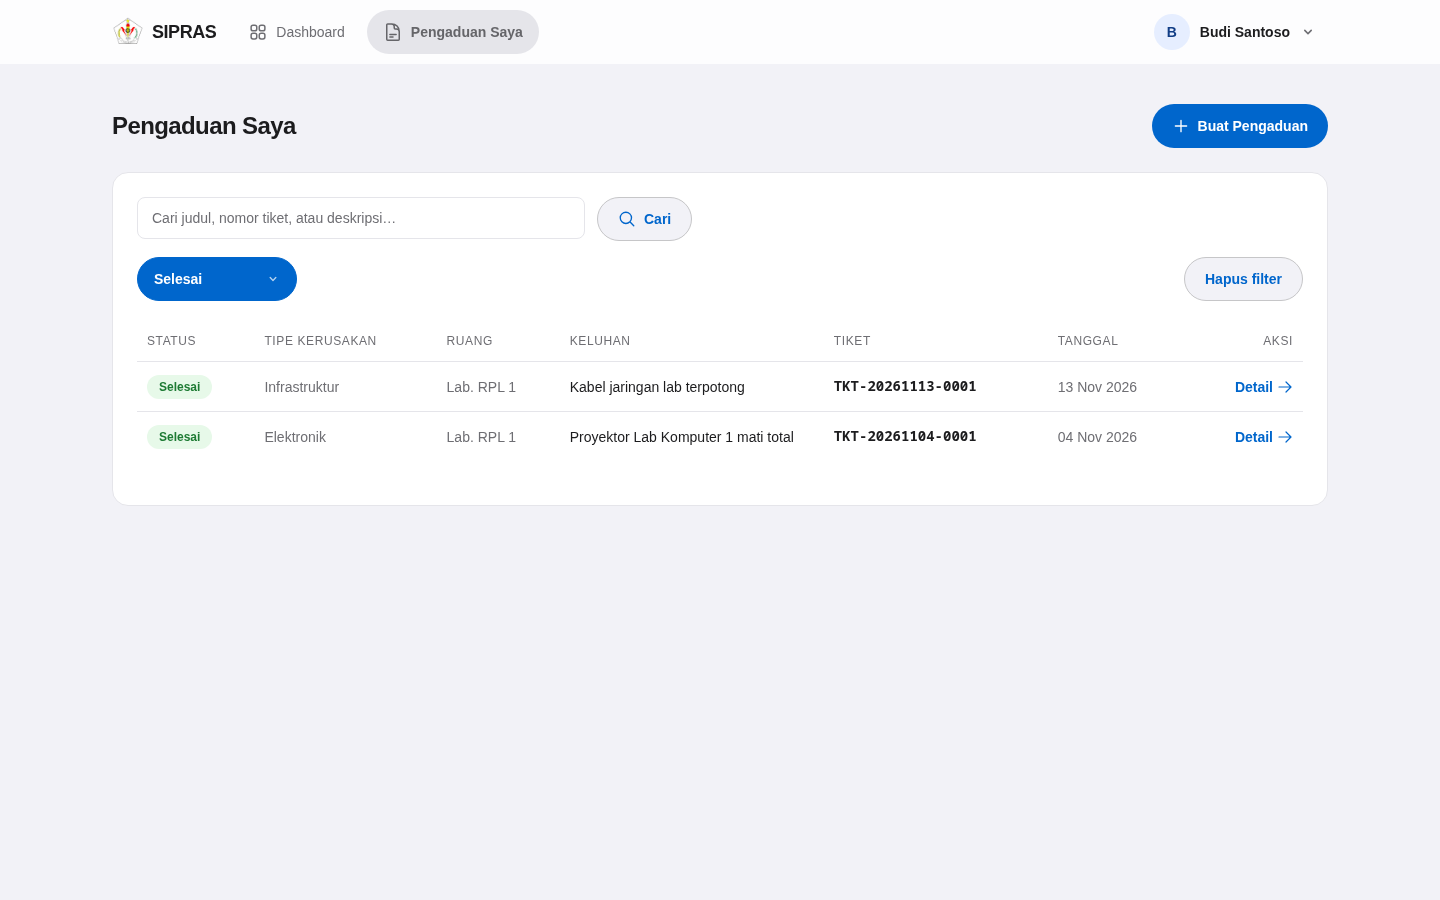 SIPRAS
Dashboard
Pengaduan Saya
B
Budi Santoso
Pengaduan Saya
Buat Pengaduan
Cari judul, nomor tiket, atau deskripsi…
Cari
Selesai
Hapus filter
STATUS TIPE KERUSAKAN RUANG KELUHAN TIKET TANGGAL AKSI
Selesai Infrastruktur Lab. RPL 1 Kabel jaringan lab terpotong TKT-20261113-0001 13 Nov 2026 Detail
Selesai Elektronik Lab. RPL 1 Proyektor Lab Komputer 1 mati total TKT-20261104-0001 04 Nov 2026 Detail